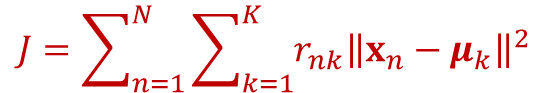 J = ∑_{n=1}^{N} ∑_{k=1}^{K} r_{nk} ‖𝐱_n − 𝝁_k‖²